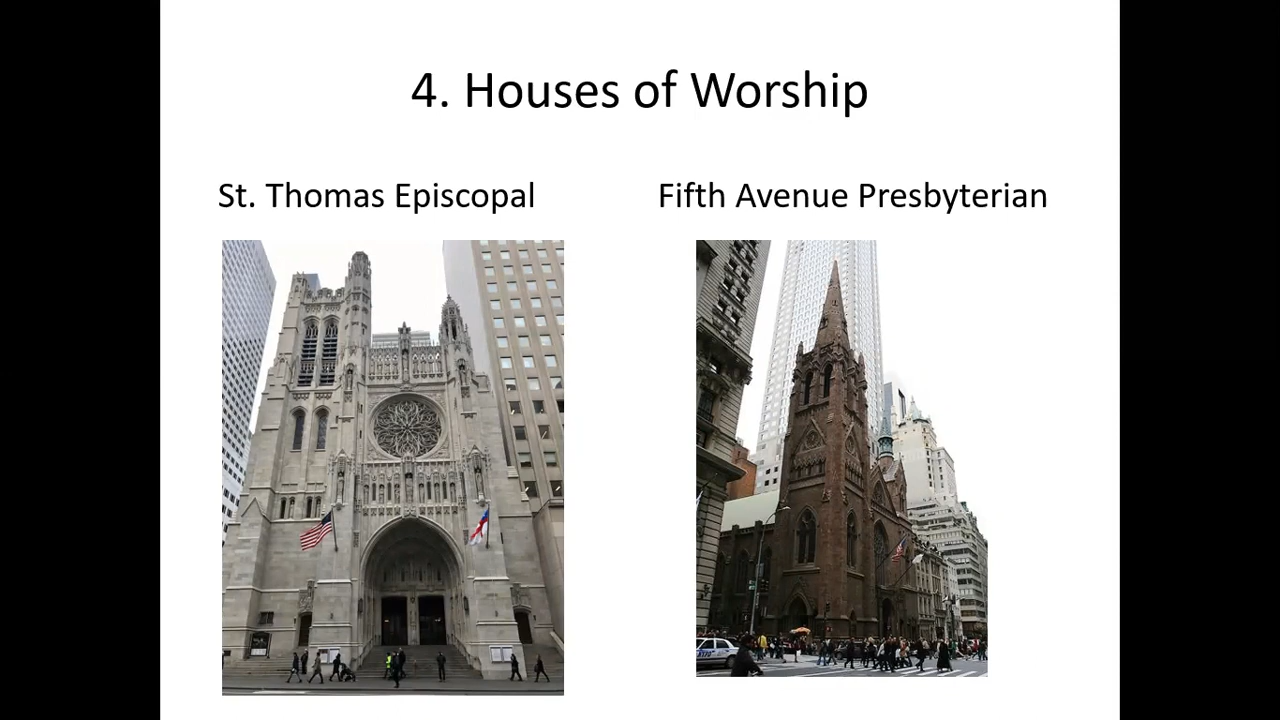 4. Houses of Worship
St. Thomas Episcopal
Fifth Avenue Presbyterian